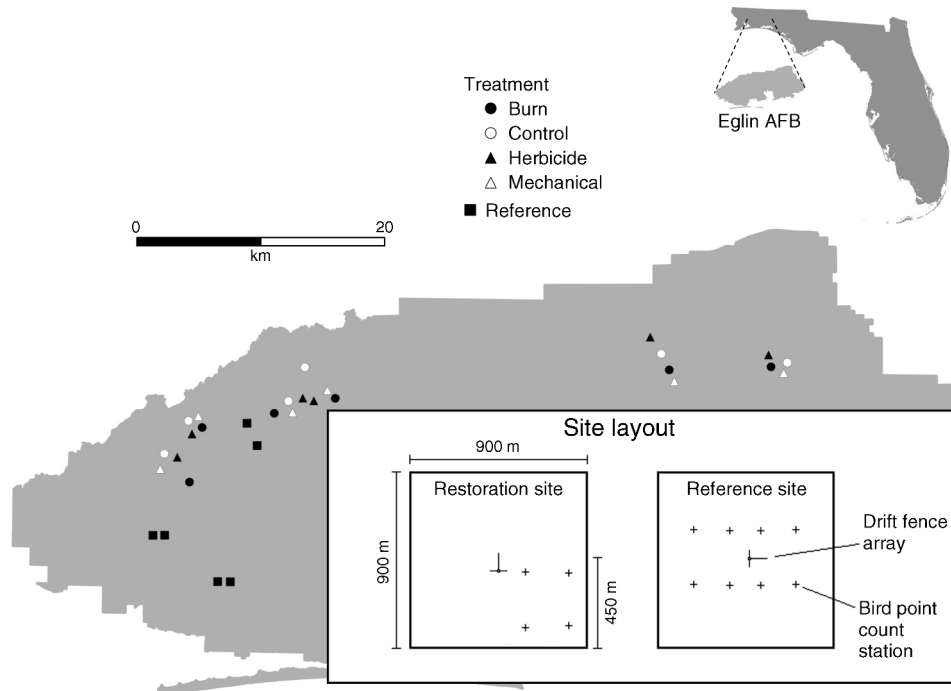 Treatment
Burn
Control
Herbicide
Mechanical
Reference
Eglin AFB
0 20
km
Site layout
900 m
900 m
Restoration site
450 m
Reference site
Drift fence
array
Bird point
count
station